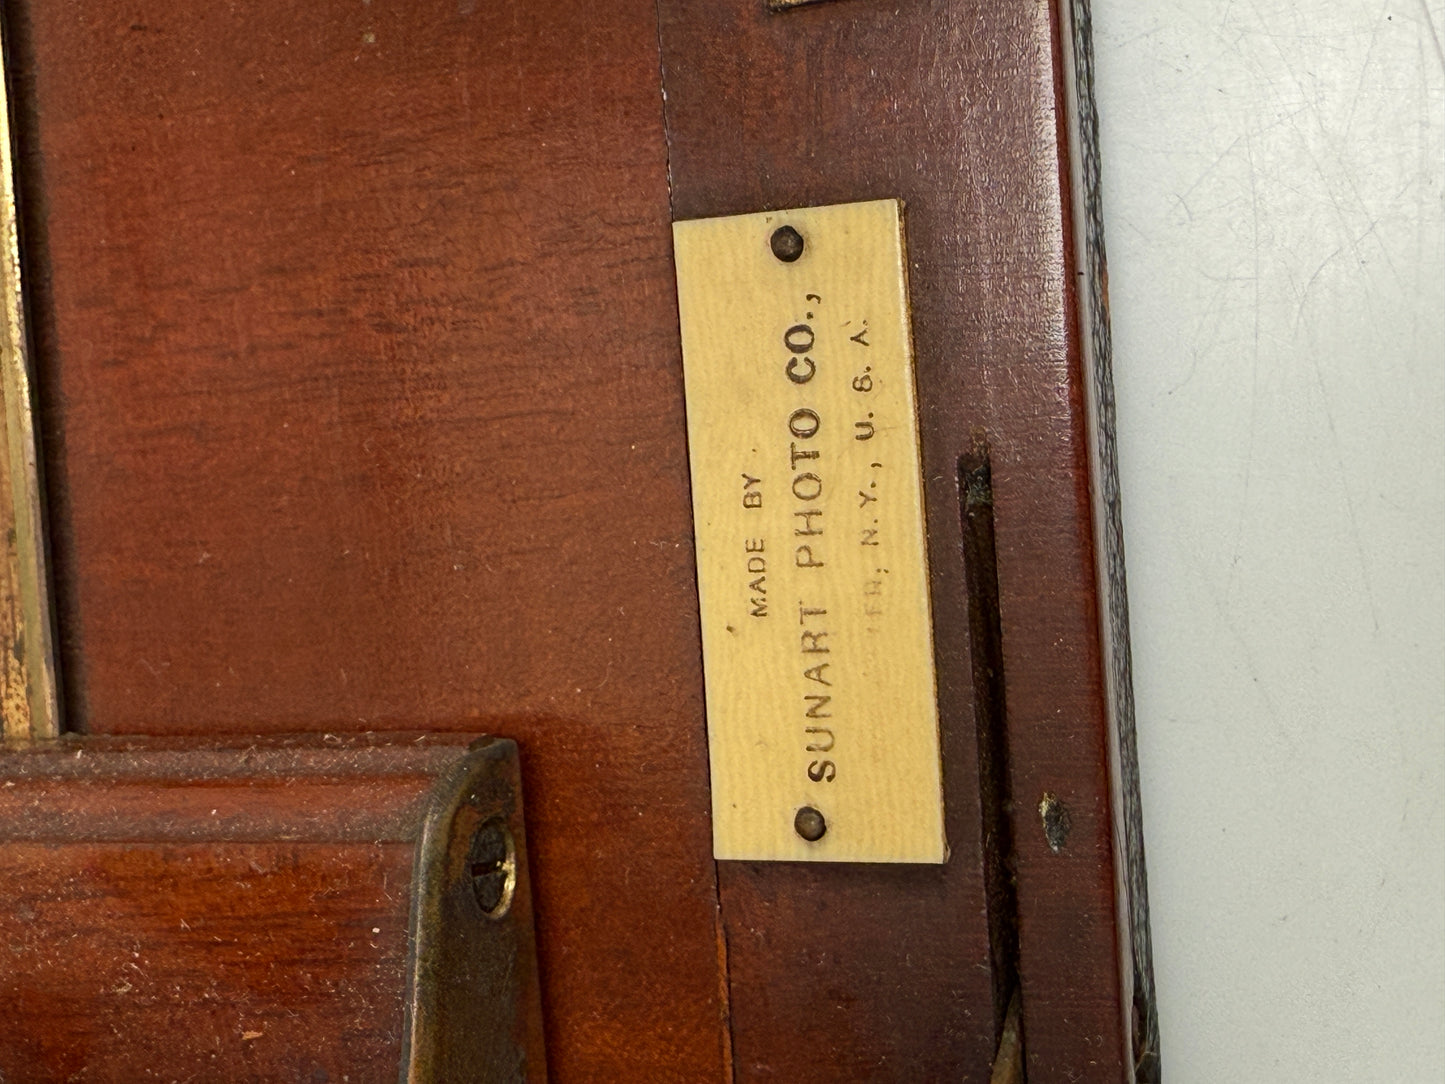 MADE BY
SUNART PHOTO CO.,
N. Y., U. S. A.